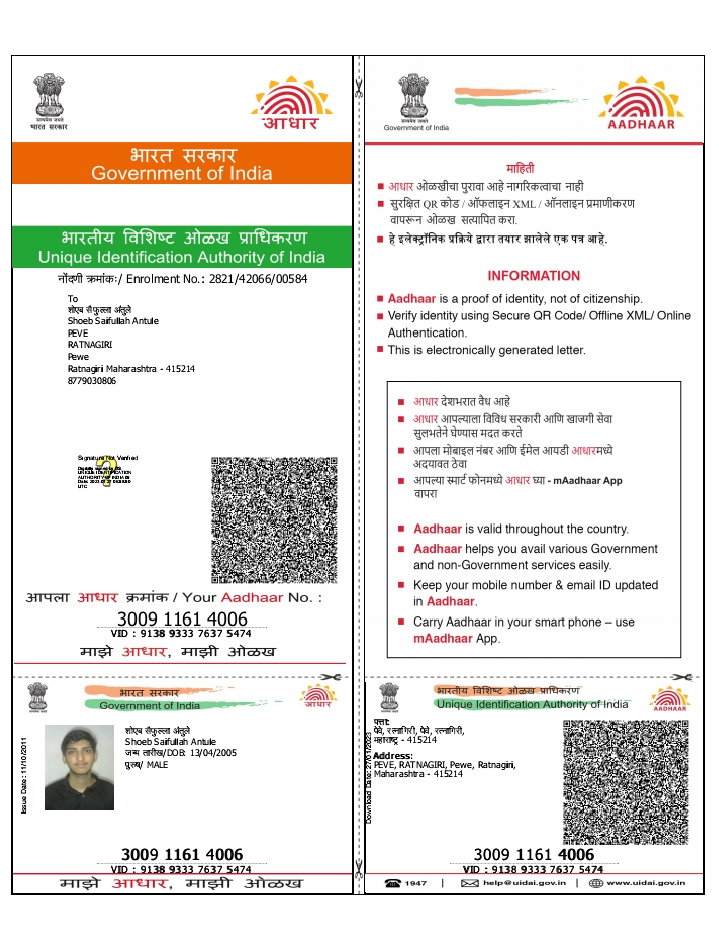 सत्यमेव जयते
भारत सरकार
आधार
भारत सरकार
Government of India
भारतीय विशिष्ट ओळख प्राधिकरण
Unique Identification Authority of India
नोंदणी क्रमांकः/ Enrolment No.: 2821/42066/00584
To
शोएब सैफुल्ला अंतुले
Shoeb Saifullah Antule
PEVE
RATNAGIRI
Pewe
Ratnagiri Maharashtra - 415214
8779030806
Signature Not Verified
Digitally signed by DS
UNIQUE IDENTIFICATION
AUTHORITY OF INDIA 05
UTC
आपला आधार क्रमांक / Your Aadhaar No. :
3009 1161 4006
VID : 9138 9333 7637 5474
माझे आधार, माझी ओळख
सत्यमेव जयते
Government of India
AADHAAR
माहिती
आधार ओळखीचा पुरावा आहे नागरिकत्वाचा नाही
सुरक्षित QR कोड / ऑफलाइन XML / ऑनलाइन प्रमाणीकरण
वापरून ओळख सत्यापित करा.
हे इलेक्ट्रॉनिक प्रक्रिये द्वारा तयार झालेले एक पत्र आहे.
INFORMATION
Aadhaar is a proof of identity, not of citizenship.
Verify identity using Secure QR Code/ Offline XML/ Online
Authentication.
This is electronically generated letter.
आधार देशभरात वैध आहे
आधार आपल्याला विविध सरकारी आणि खाजगी सेवा
सुलभतेने घेण्यास मदत करते
आपला मोबाइल नंबर आणि ईमेल आयडी आधारमध्ये
अदयावत ठेवा
आपल्या स्मार्ट फोनमध्ये आधार घ्या - mAadhaar App
वापरा
Aadhaar is valid throughout the country.
Aadhaar helps you avail various Government
and non-Government services easily.
Keep your mobile number & email ID updated
in Aadhaar.
Carry Aadhaar in your smart phone – use
mAadhaar App.
भारत सरकार
Government of India
आधार
Issue Date: 11/10/2011
शोएब सैफुल्ला अंतुले
Shoeb Saifullah Antule
जन्म तारीख/DOB: 13/04/2005
पुरुष/ MALE
3009 1161 4006
VID : 9138 9333 7637 5474
माझे आधार, माझी ओळख
भारतीय विशिष्ट ओळख प्राधिकरण
Unique Identification Authority of India
AADHAAR
Download Date: 27/01/2023
पत्ता:
पेवे, रत्नागिरी, पेवे, रत्नागिरी,
महाराष्ट्र - 415214
Address:
PEVE, RATNIAGIRI, Pewe, Ratnagiri,
Maharashtra - 415214
3009 1161 4006
VID : 9138 9333 7637 5474
1947 | help@uidai.gov.in | www.uidai.gov.in